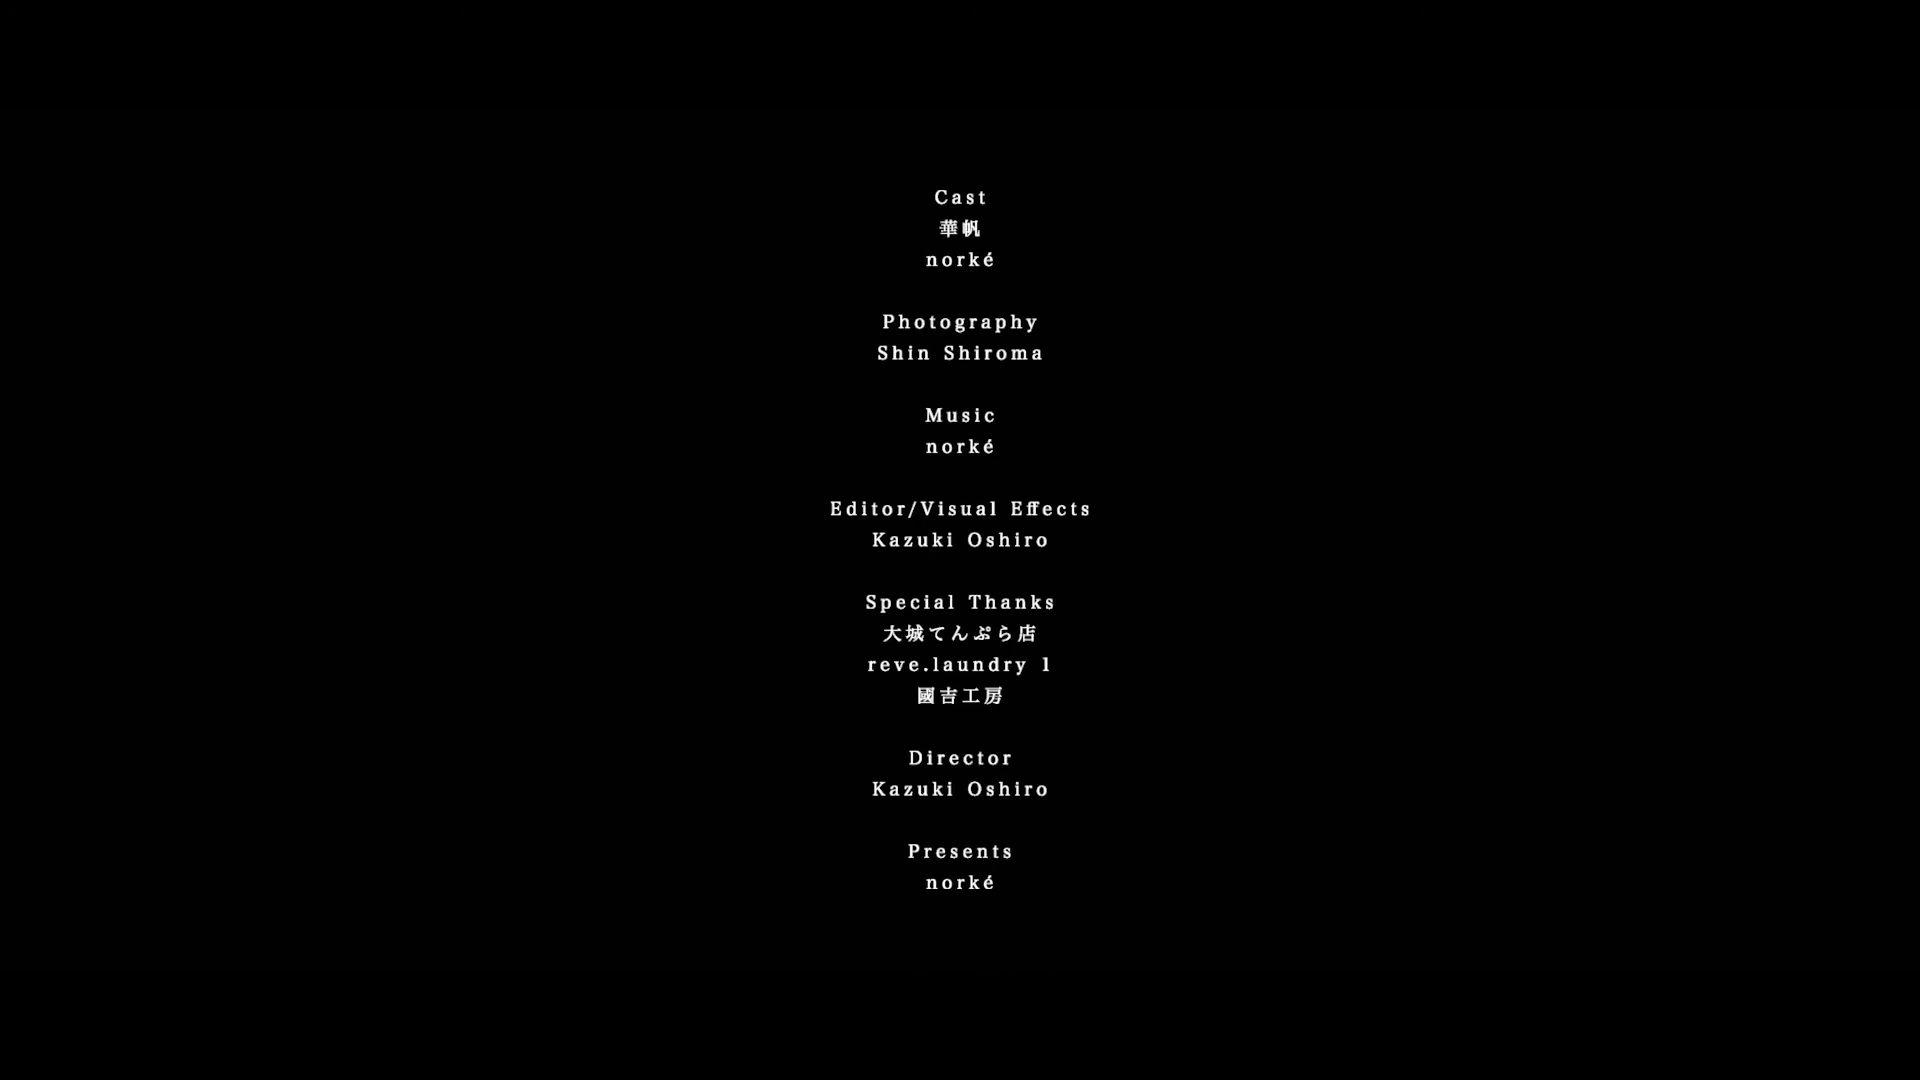 Cast
華帆
norké
Photography
Shin Shiroma
Music
norké
Editor/Visual Effects
Kazuki Oshiro
Special Thanks
大城てんぷら店
reve.laundry 1
國吉工房
Director
Kazuki Oshiro
Presents
norké